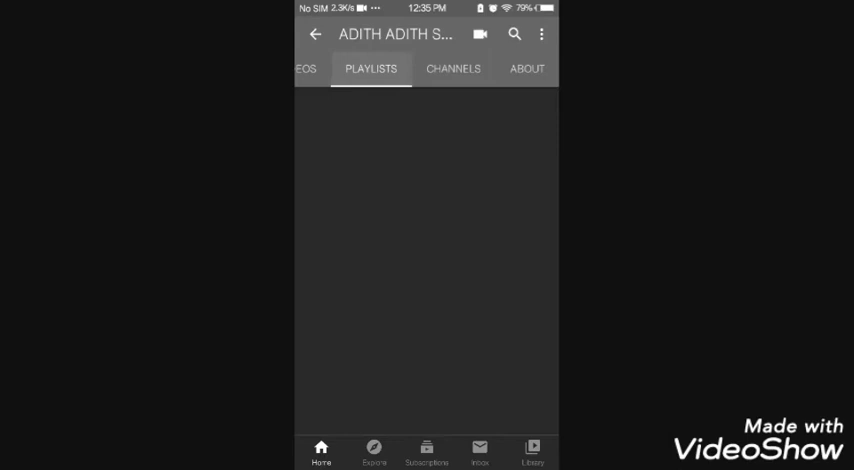 No SIM 2.3K/s ... 12:35 PM 79%
ADITH ADITH S...
EOS PLAYLISTS CHANNELS ABOUT
Home Explore Subscriptions Inbox Library
Made with
VideoShow